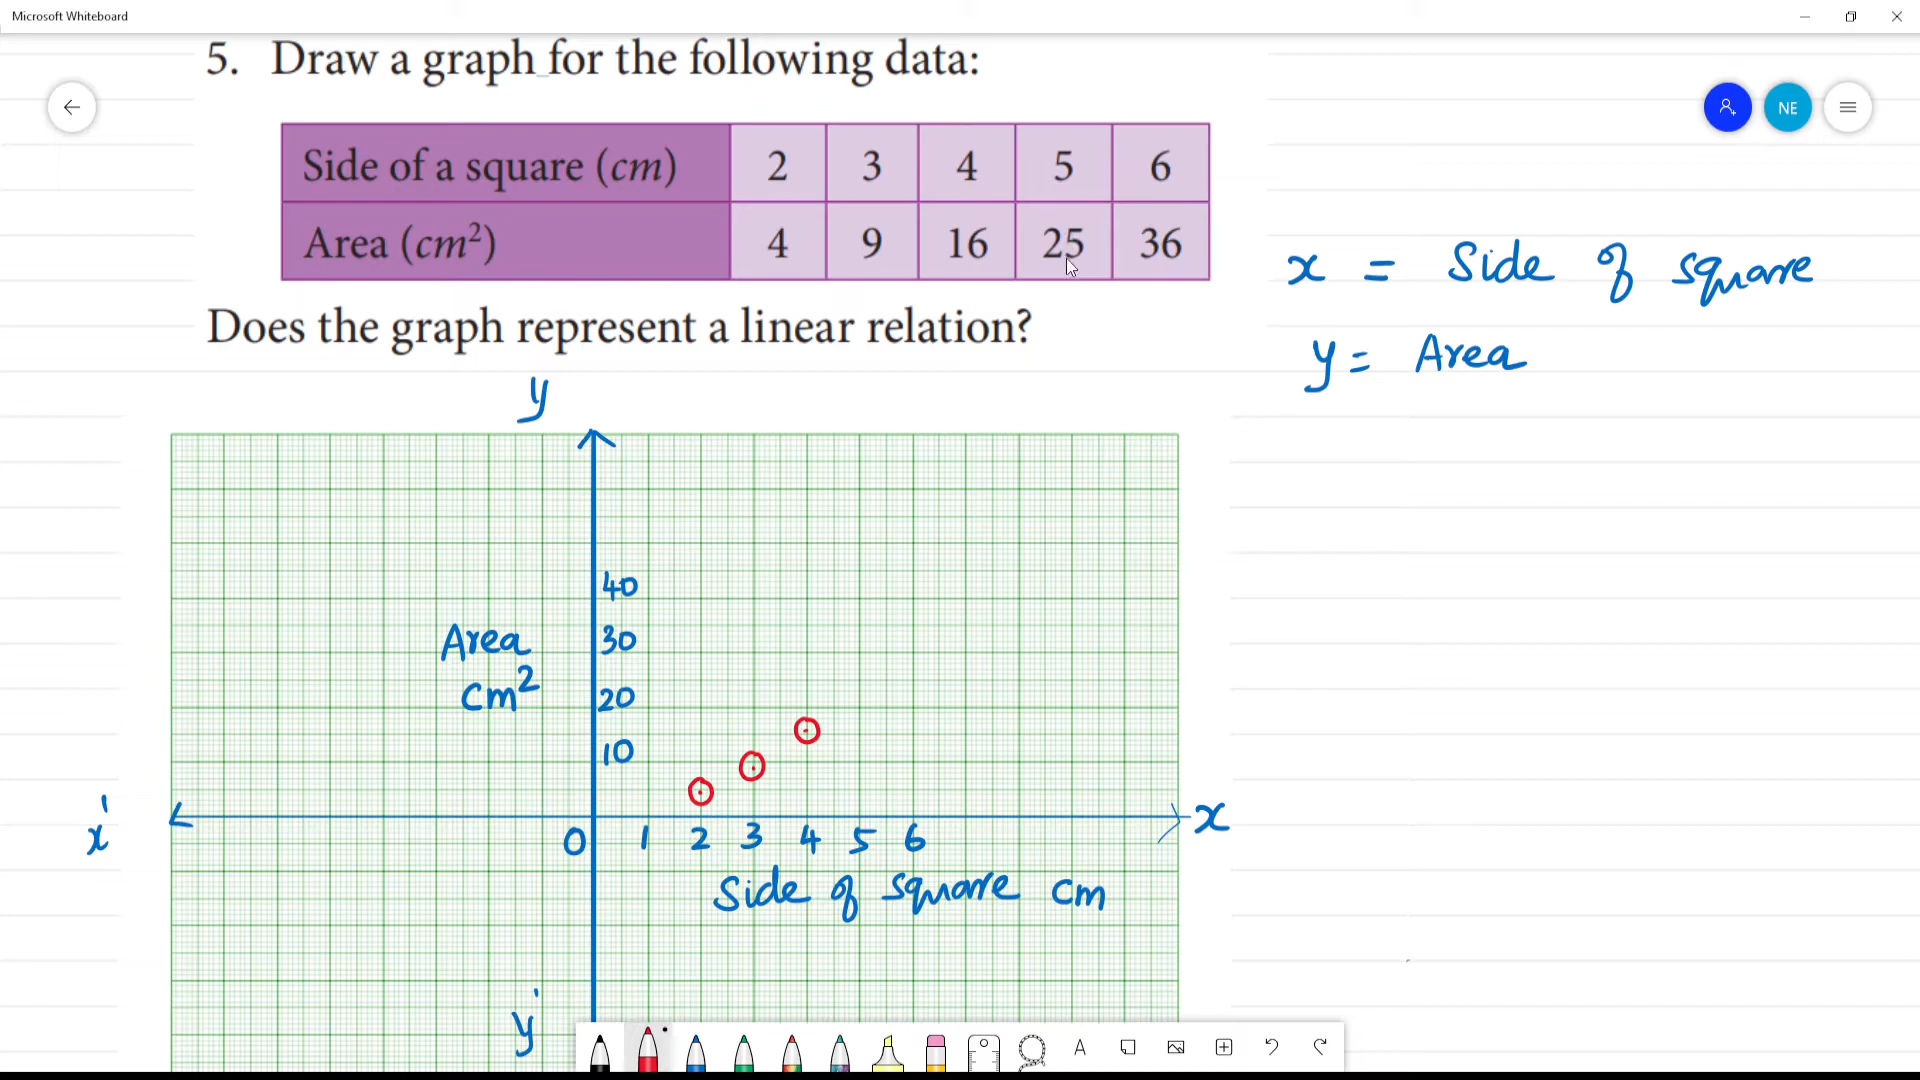 Microsoft Whiteboard
5. Draw a graph for the following data:
Side of a square (cm) 2 3 4 5 6
Area (cm²) 4 9 16 25 36
Does the graph represent a linear relation?
NE
x = Side of square
y = Area
y
40
30
20
10
Area
cm²
x'
x
0 1 2 3 4 5 6
Side of square cm
y'
A